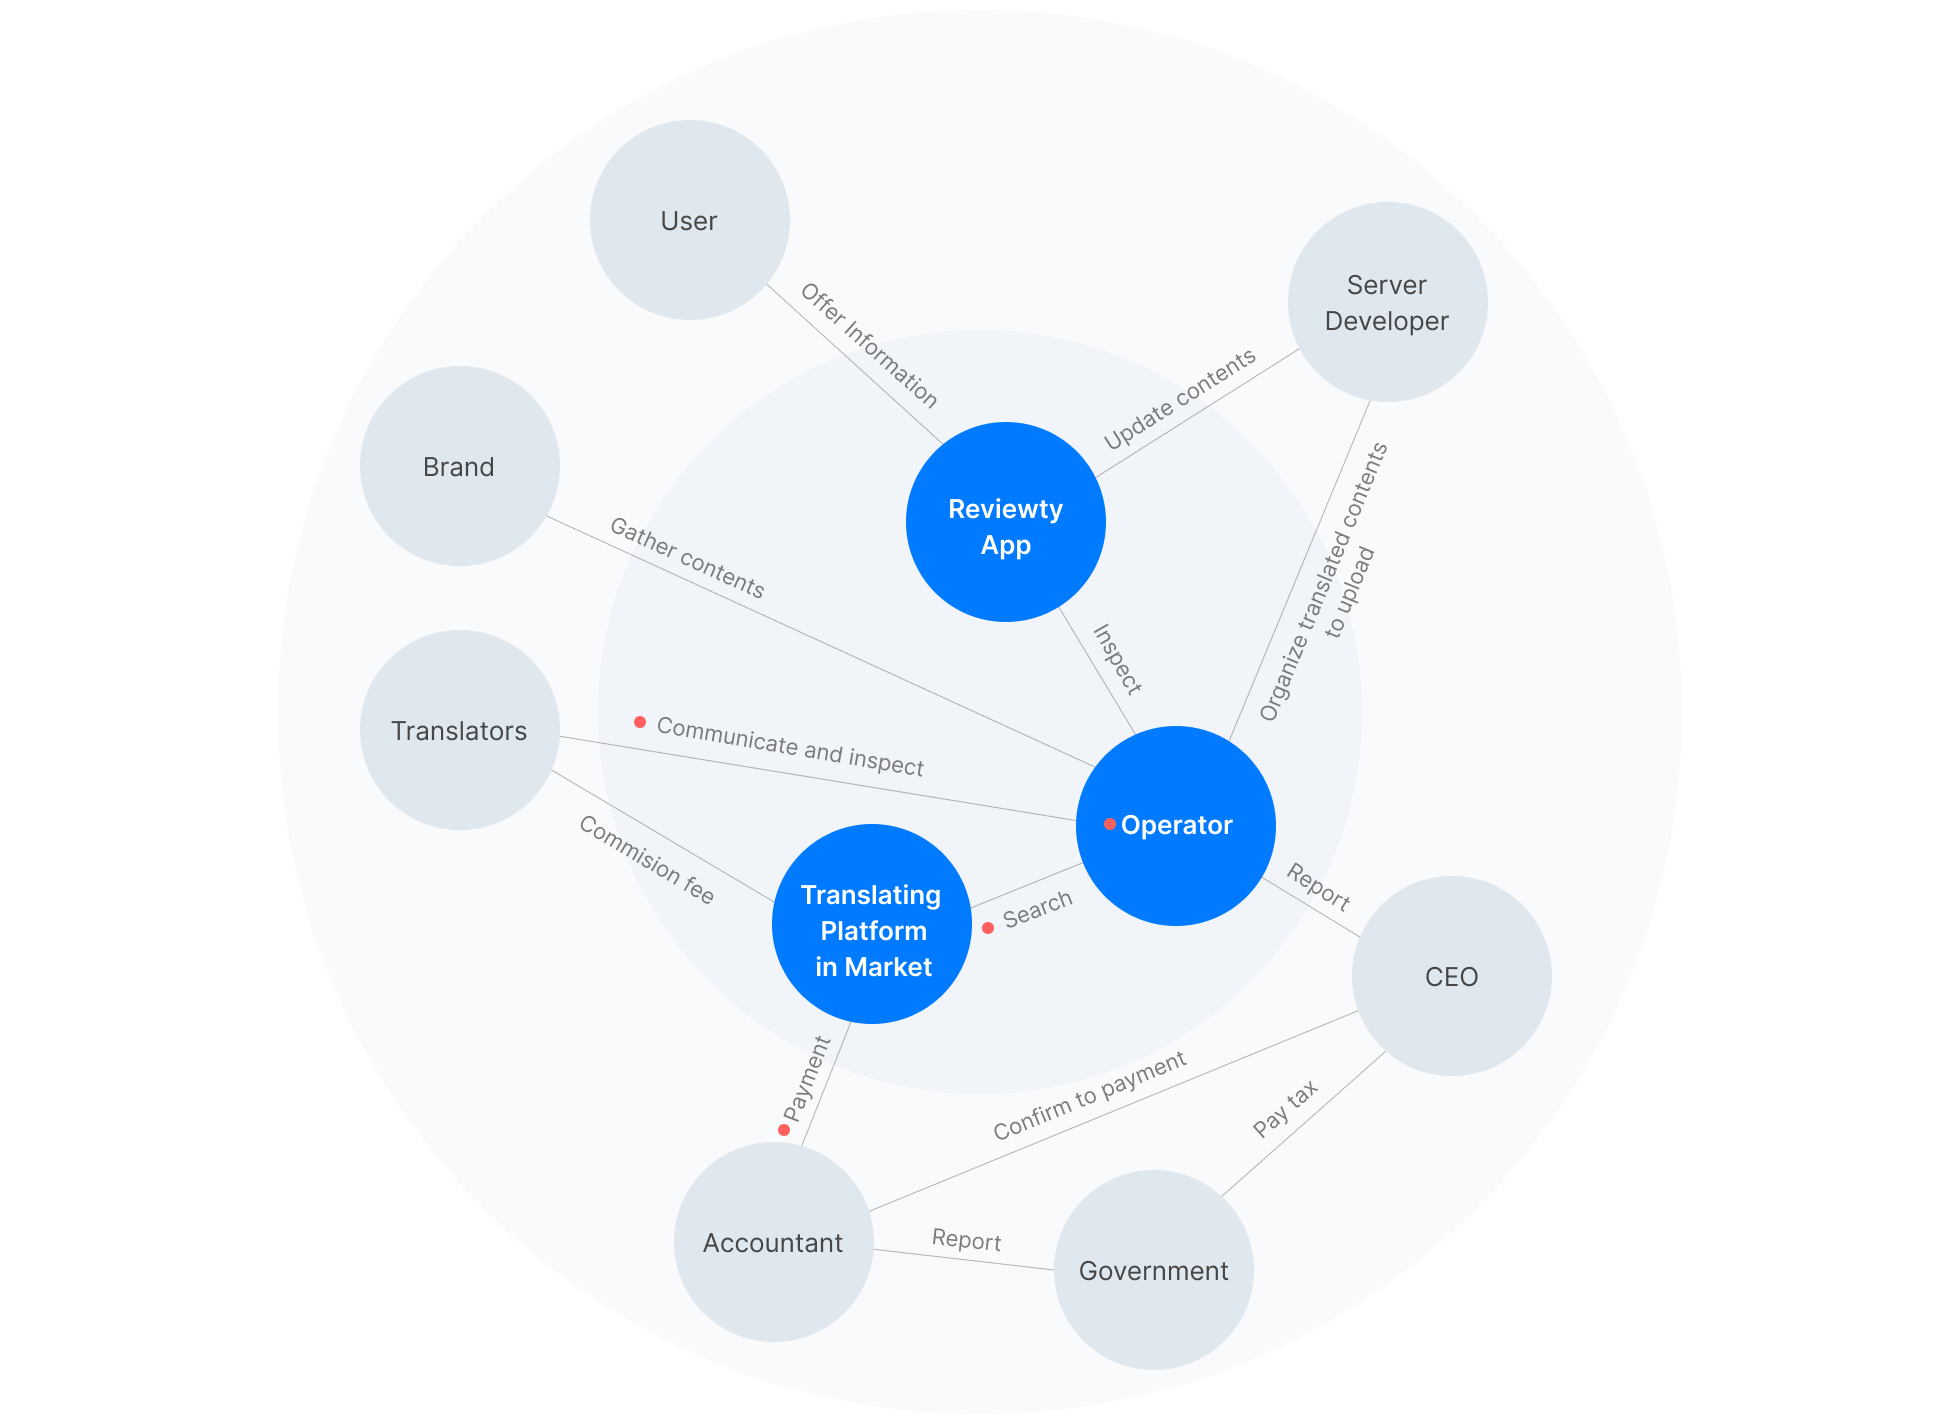 User
Server
Developer
Offer Information
Update contents
Brand
Reviewty
App
Gather contents
Organize translated contents
to upload
Inspect
Translators
Communicate and inspect
Operator
Commision fee
Translating
Platform
in Market
Search
Report
CEO
Payment
Confirm to payment
Pay tax
Accountant
Report
Government